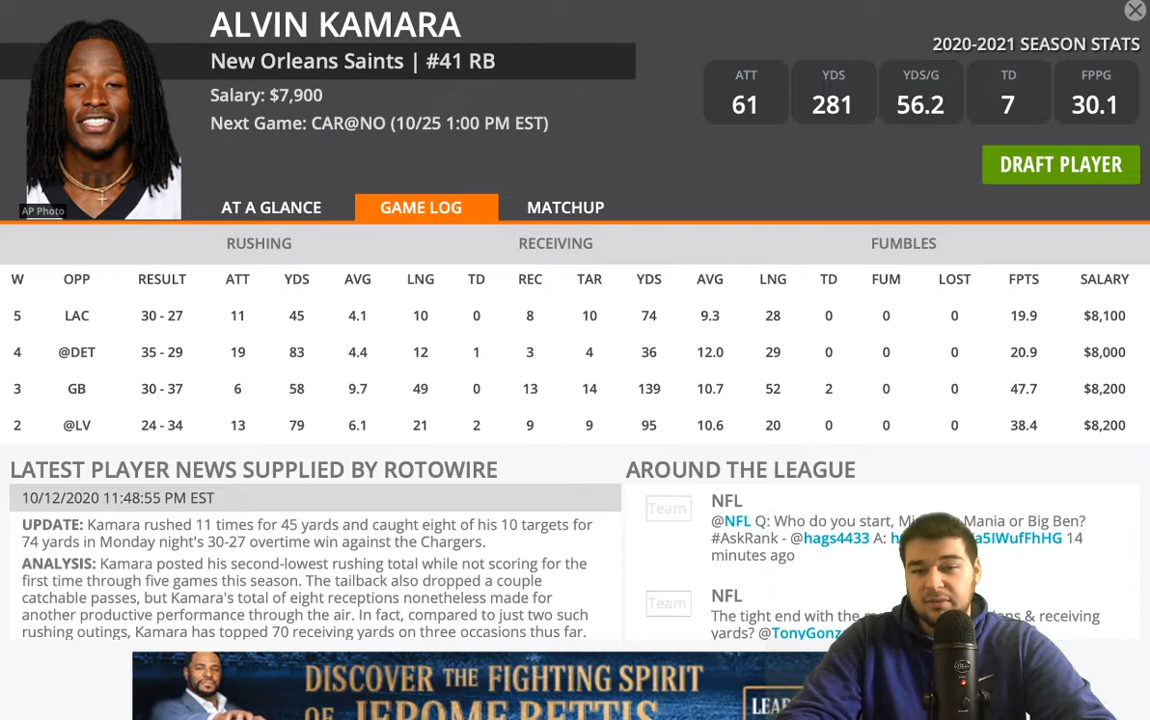 ALVIN KAMARA
New Orleans Saints | #41 RB
Salary: $7,900
Next Game: CAR@NO (10/25 1:00 PM EST)
2020-2021 SEASON STATS
ATT YDS YDS/G TD FPPG
61 281 56.2 7 30.1
DRAFT PLAYER
AP Photo
AT A GLANCE GAME LOG MATCHUP
RUSHING RECEIVING FUMBLES
W OPP RESULT ATT YDS AVG LNG TD REC TAR YDS AVG LNG TD FUM LOST FPTS SALARY
5 LAC 30 - 27 11 45 4.1 10 0 8 10 74 9.3 28 0 0 0 19.9 $8,100
4 @DET 35 - 29 19 83 4.4 12 1 3 4 36 12.0 29 0 0 0 20.9 $8,000
3 GB 30 - 37 6 58 9.7 49 0 13 14 139 10.7 52 2 0 0 47.7 $8,200
2 @LV 24 - 34 13 79 6.1 21 2 9 9 95 10.6 20 0 0 0 38.4 $8,200
LATEST PLAYER NEWS SUPPLIED BY ROTOWIRE
10/12/2020 11:48:55 PM EST
UPDATE: Kamara rushed 11 times for 45 yards and caught eight of his 10 targets for
74 yards in Monday night's 30-27 overtime win against the Chargers.
ANALYSIS: Kamara posted his second-lowest rushing total while not scoring for the
first time through five games this season. The tailback also dropped a couple
catchable passes, but Kamara's total of eight receptions nonetheless made for
another productive performance through the air. In fact, compared to just two such
rushing outings, Kamara has topped 70 receiving yards on three occasions thus far.
AROUND THE LEAGUE
Team
NFL
@NFL Q: Who do you start, Mania or Big Ben?
#AskRank - @hags4433 A: 14
minutes ago
Team
NFL
The tight end with the & receiving
yards? @TonyGonz
DISCOVER THE FIGHTING SPIRIT
OF JEROME BETTIS